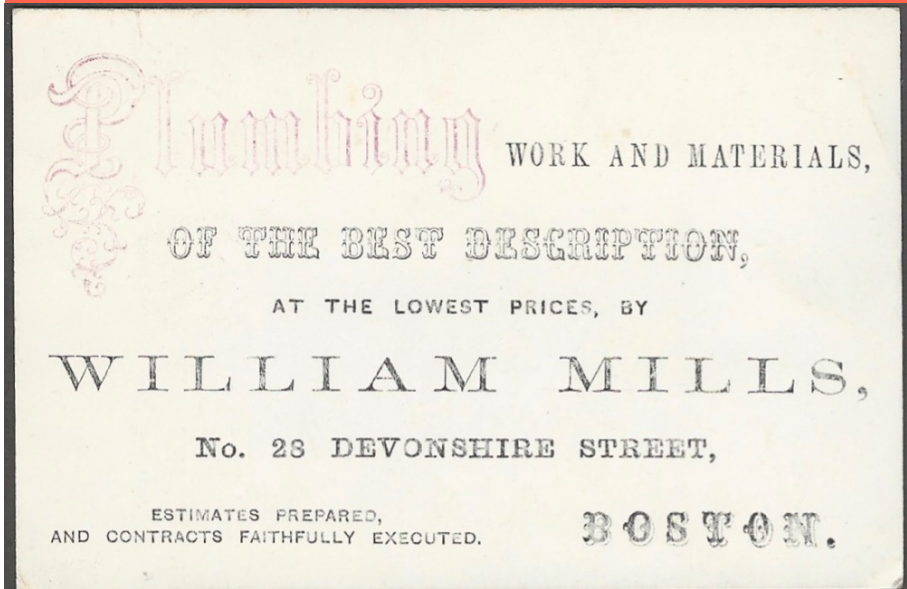 Plumbing WORK AND MATERIALS,
OF THE BEST DESCRIPTION,
AT THE LOWEST PRICES, BY
WILLIAM MILLS,
No. 28 DEVONSHIRE STREET,
ESTIMATES PREPARED,
AND CONTRACTS FAITHFULLY EXECUTED.
BOSTON.